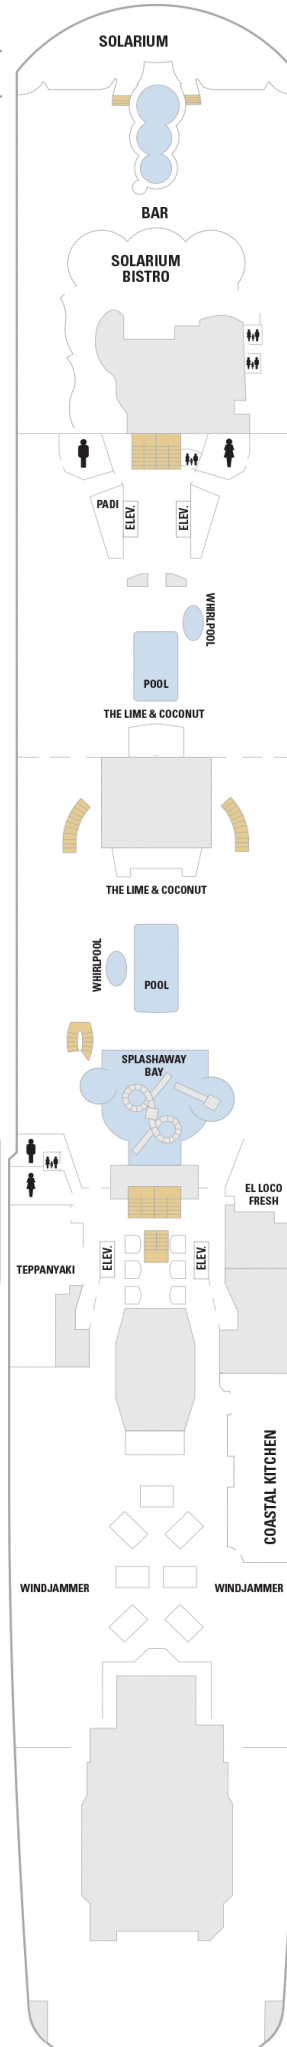 SOLARIUM
BAR
SOLARIUM
BISTRO
PADI
ELEV.
ELEV.
WHIRLPOOL
POOL
THE LIME & COCONUT
THE LIME & COCONUT
WHIRLPOOL
POOL
SPLASHAWAY
BAY
EL LOCO
FRESH
TEPPANYAKI
ELEV.
ELEV.
COASTAL KITCHEN
WINDJAMMER
WINDJAMMER